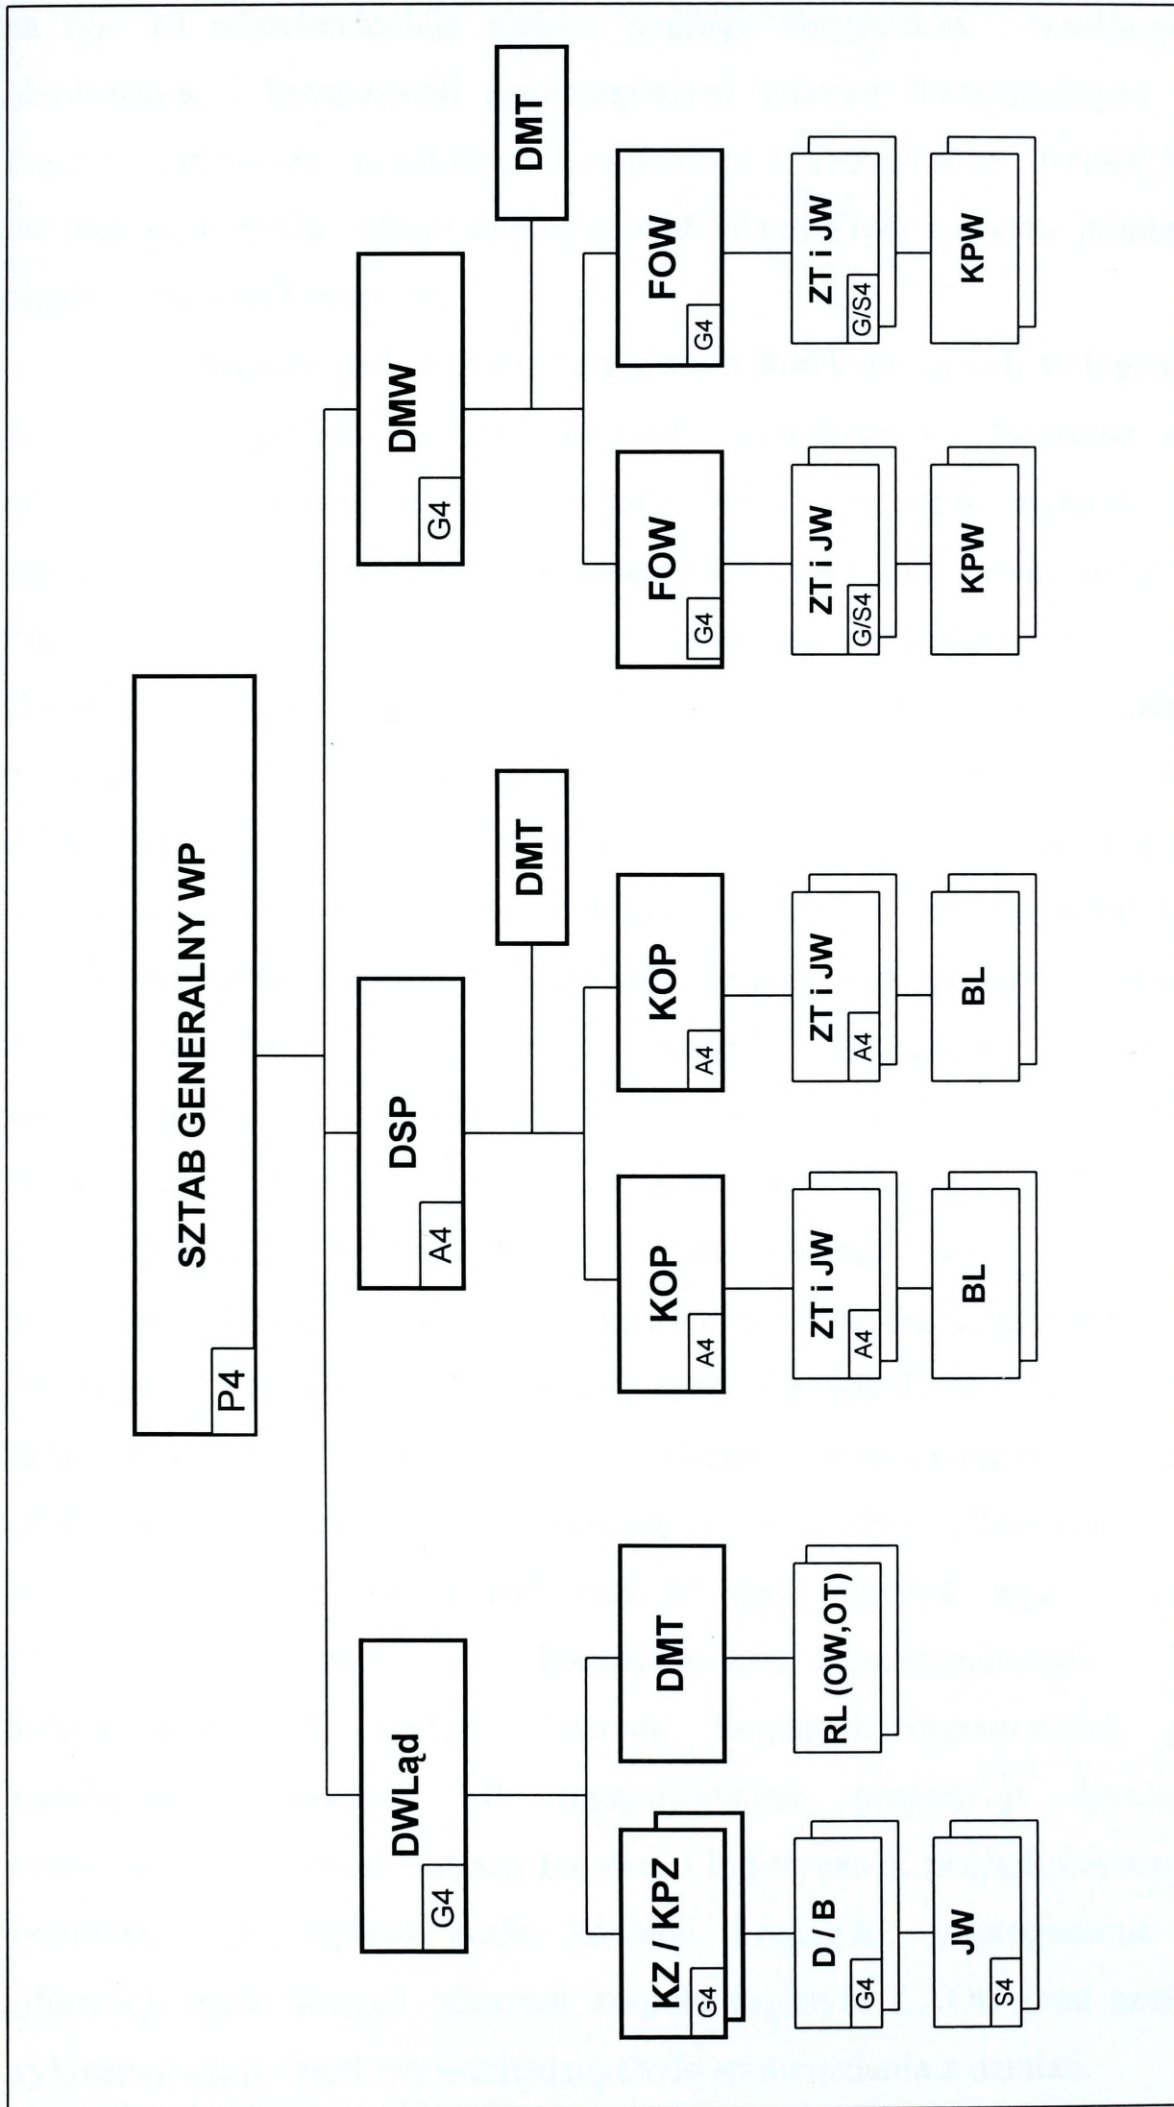 SZTAB GENERALNY WP
P4
DWLąd
G4
DSP
A4
DMW
G4
DMT
DMT
KZ / KPZ
G4
DMT
KOP
A4
KOP
A4
FOW
G4
FOW
G4
D / B
G4
RL (OW,OT)
ZT i JW
A4
ZT i JW
A4
ZT i JW
G/S4
ZT i JW
G/S4
JW
S4
BL
BL
KPW
KPW